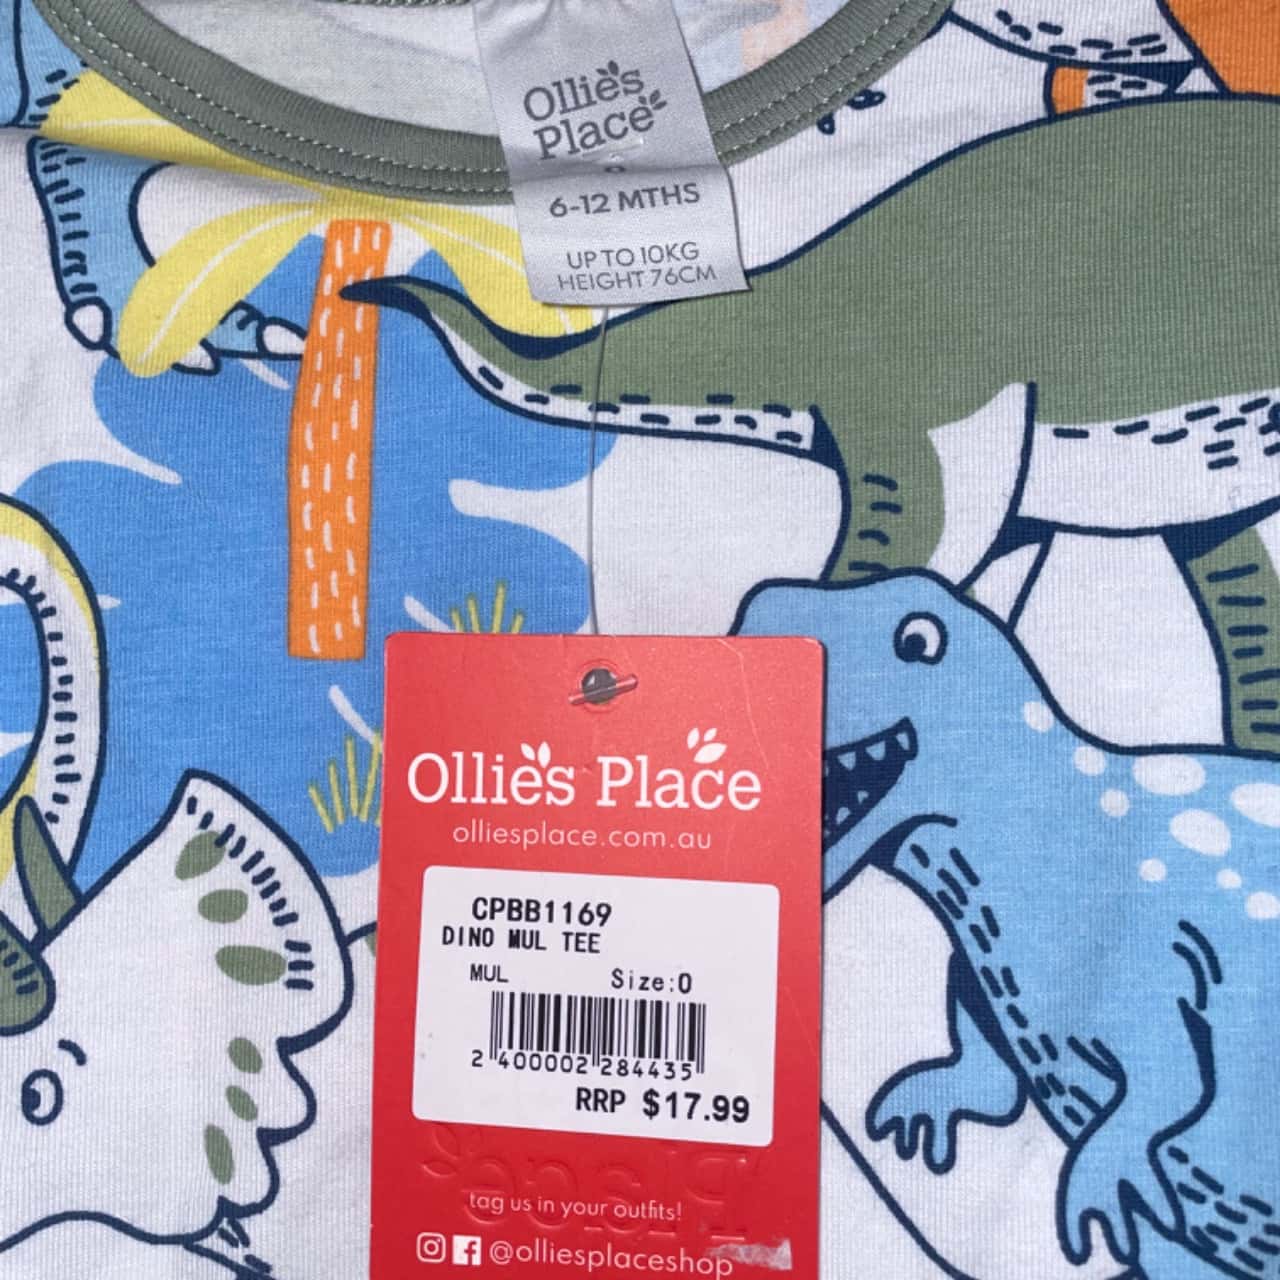 Ollie's
Place
0
6-12 MTHS
UP TO 10KG
HEIGHT 76CM
Ollie's Place
olliesplace.com.au
CPBB1169
DINO MUL TEE
MUL Size:0
2 400002 284435
RRP $17.99
tag us in your outfits!
@olliesplaceshop